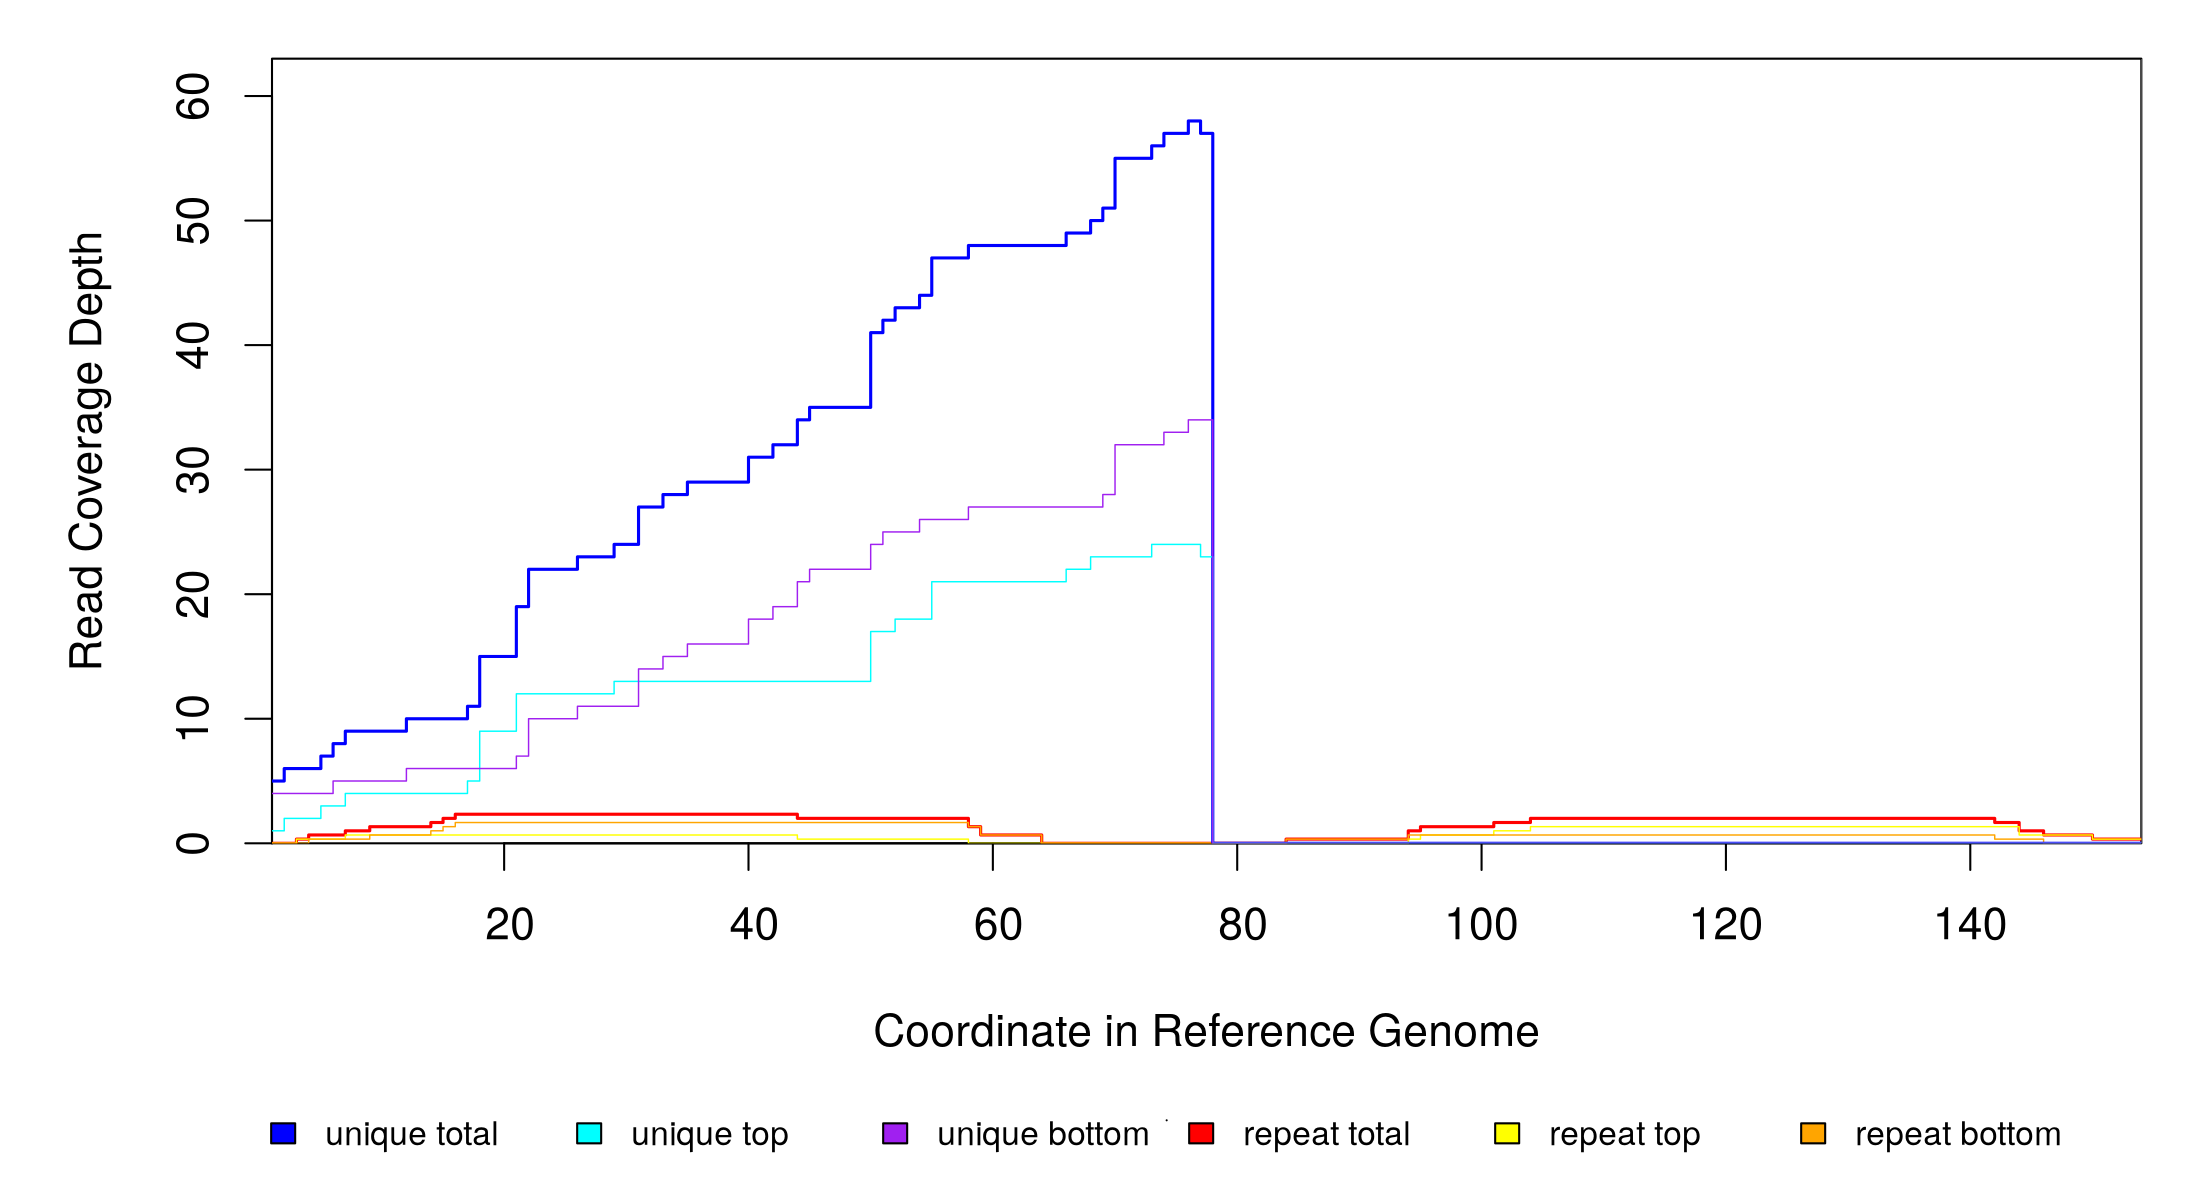 60
50
40
30
20
10
0
Read Coverage Depth
20 40 60 80 100 120 140
Coordinate in Reference Genome
unique total unique top unique bottom repeat total repeat top repeat bottom